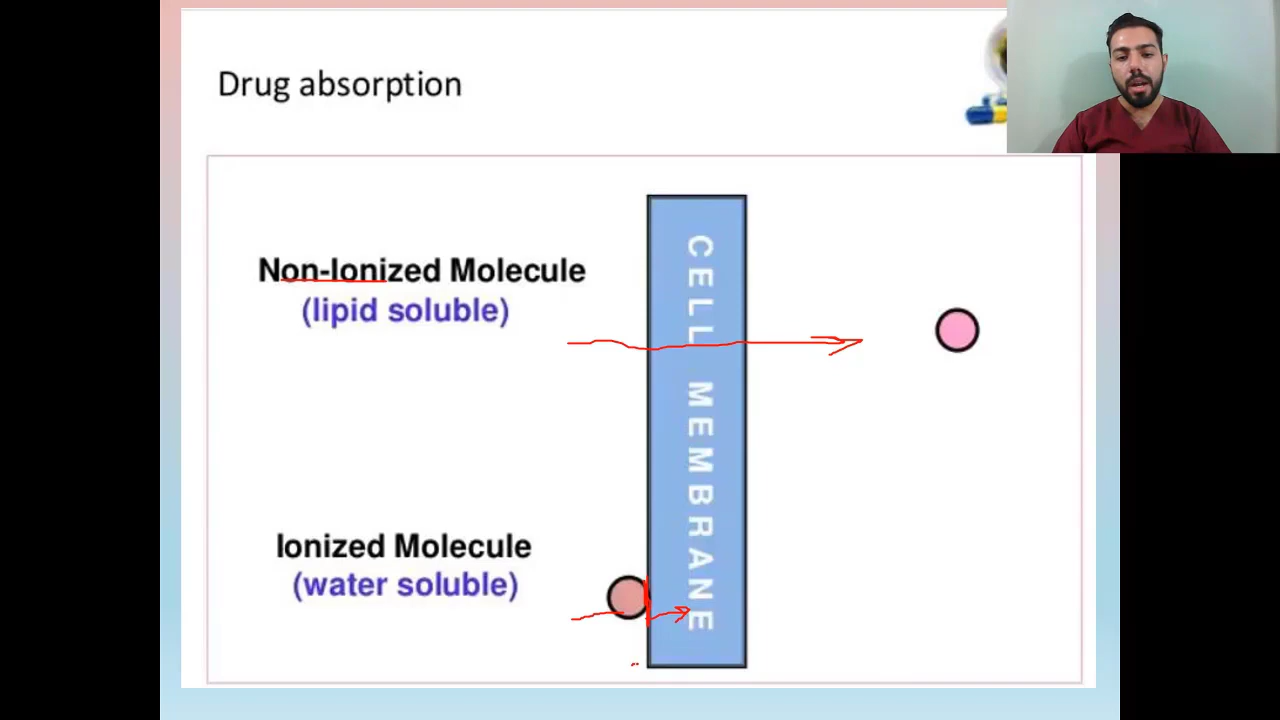 Drug absorption
Non-Ionized Molecule
(lipid soluble)
CELL MEMBRANE
Ionized Molecule
(water soluble)